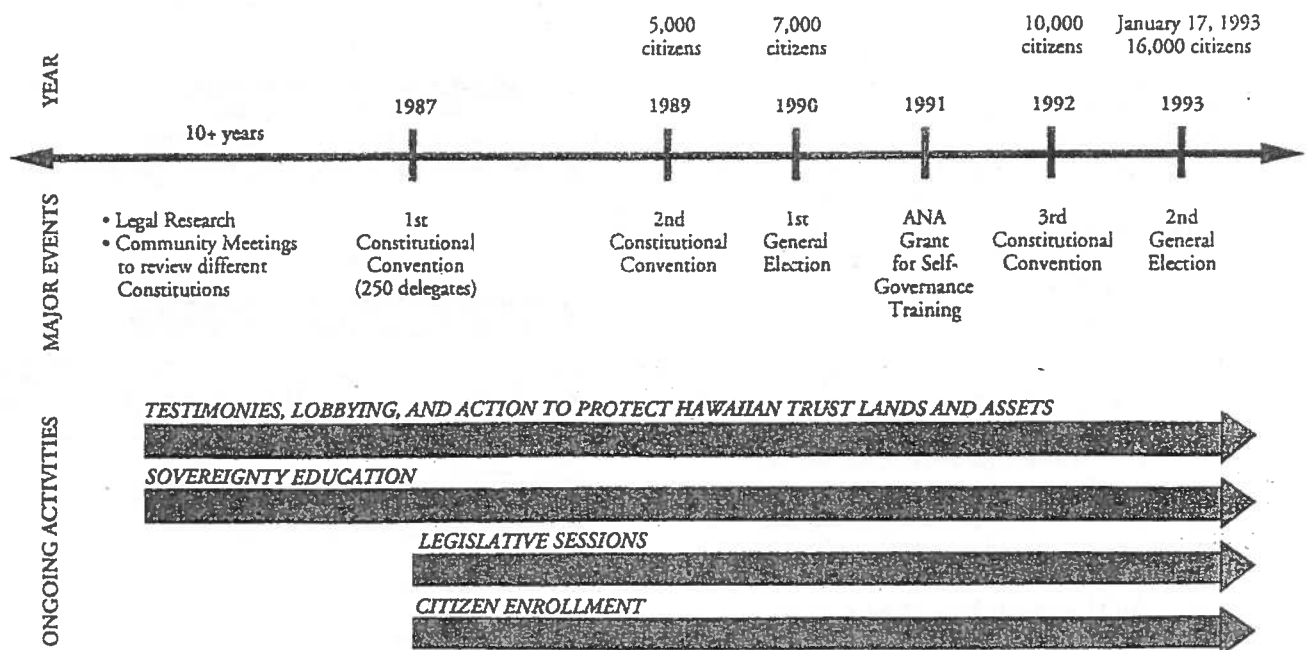 YEAR
5,000
citizens
7,000
citizens
10,000
citizens
January 17, 1993
16,000 citizens
10+ years
1987
1989
1990
1991
1992
1993
MAJOR EVENTS
• Legal Research
• Community Meetings
to review different
Constitutions
1st
Constitutional
Convention
(250 delegates)
2nd
Constitutional
Convention
1st
General
Election
ANA
Grant
for Self-
Governance
Training
3rd
Constitutional
Convention
2nd
General
Election
ONGOING ACTIVITIES
TESTIMONIES, LOBBYING, AND ACTION TO PROTECT HAWAIIAN TRUST LANDS AND ASSETS
SOVEREIGNTY EDUCATION
LEGISLATIVE SESSIONS
CITIZEN ENROLLMENT